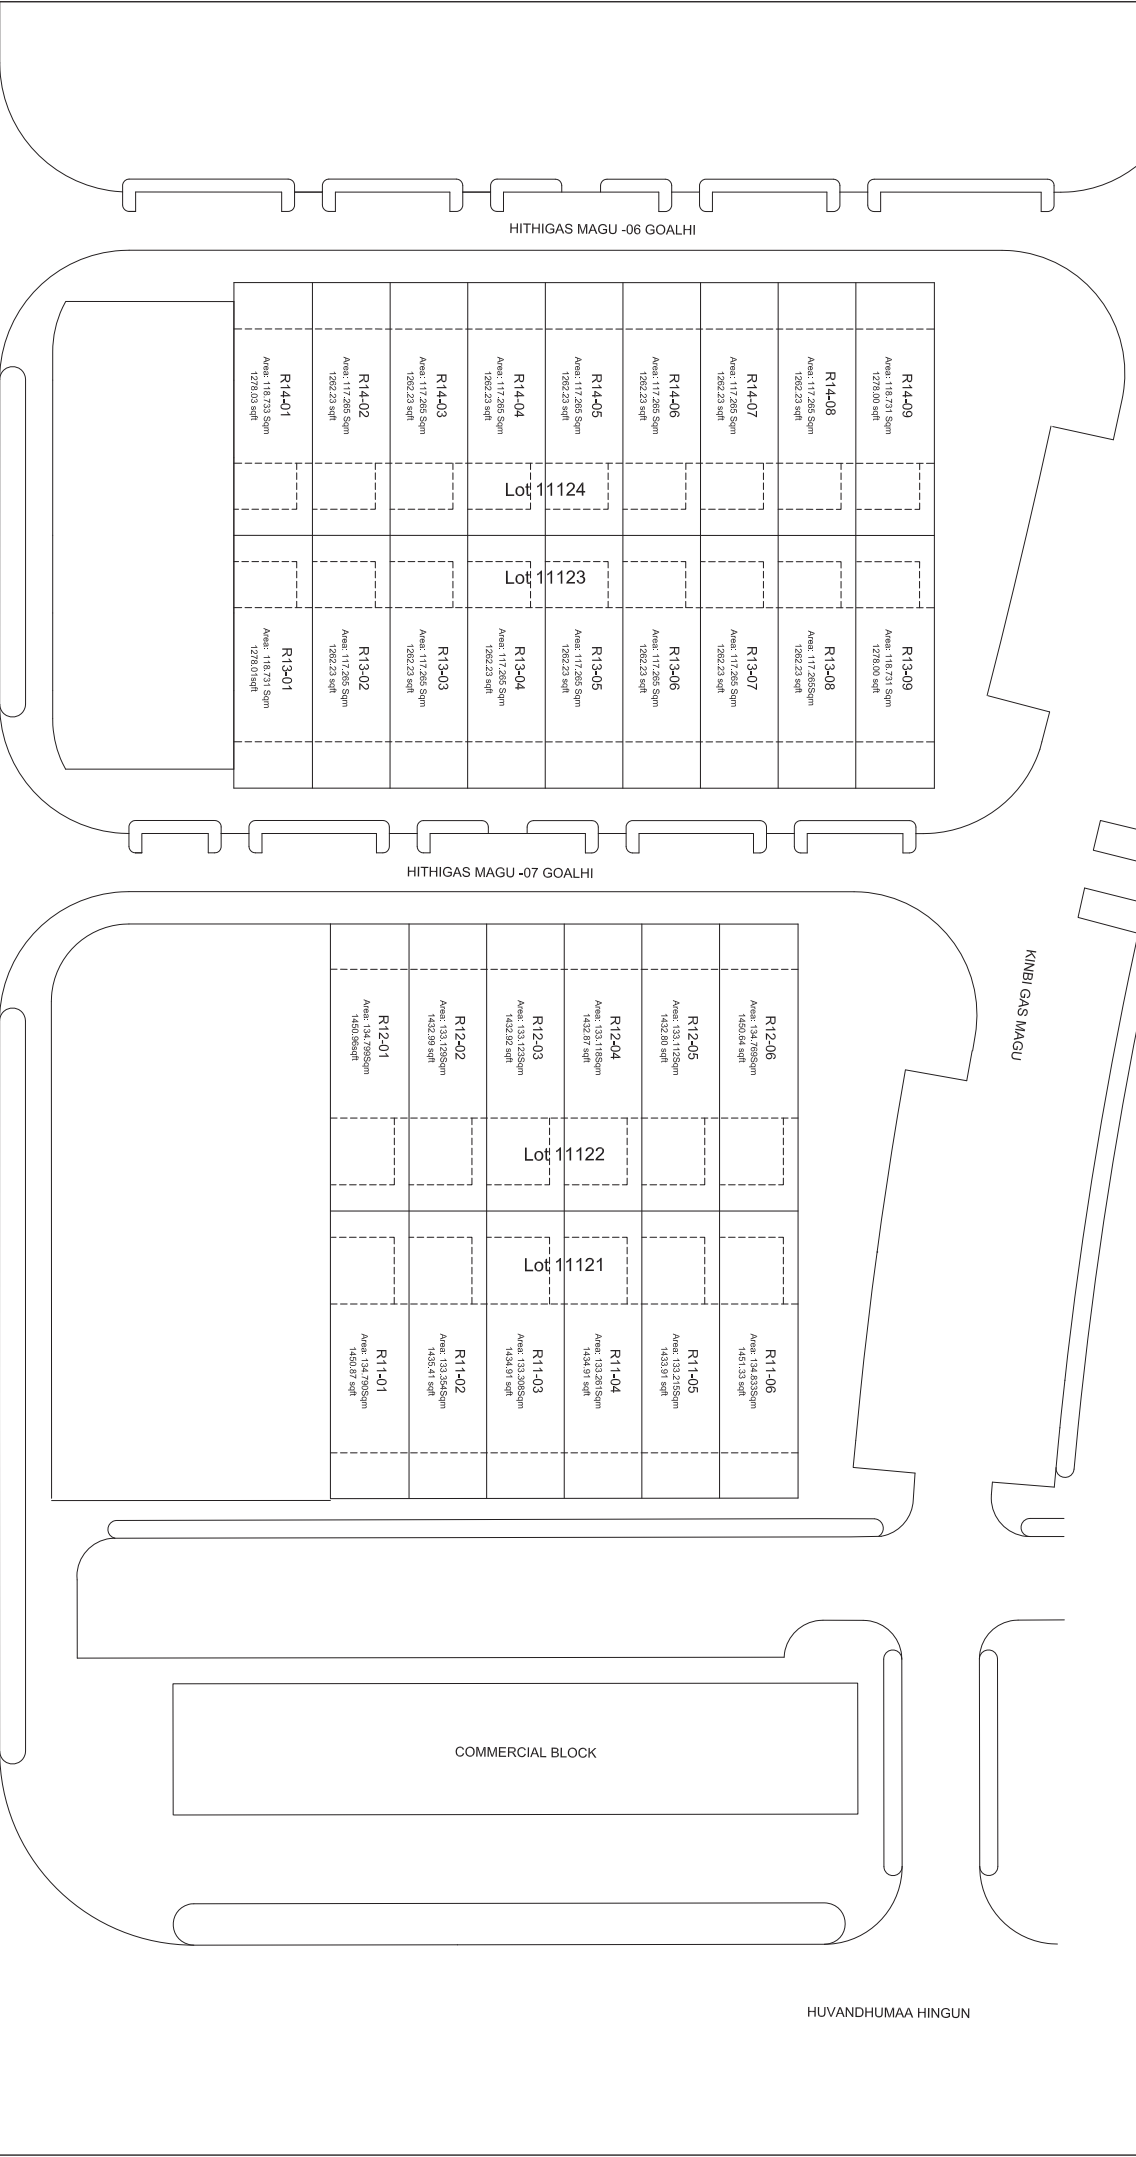 HITHIGAS MAGU -06 GOALHI
R14-01
Area: 118.733 Sqm
1278.03 sqft
R14-02
Area: 117.265 Sqm
1262.23 sqft
R14-03
Area: 117.265 Sqm
1262.23 sqft
R14-04
Area: 117.265 Sqm
1262.23 sqft
R14-05
Area: 117.265 Sqm
1262.23 sqft
R14-06
Area: 117.265 Sqm
1262.23 sqft
R14-07
Area: 117.265 Sqm
1262.23 sqft
R14-08
Area: 117.265 Sqm
1262.23 sqft
R14-09
Area: 118.731 Sqm
1278.00 sqft
Lot 11124
Lot 11123
R13-01
Area: 118.731 Sqm
1278.01sqft
R13-02
Area: 117.265 Sqm
1262.23 sqft
R13-03
Area: 117.265 Sqm
1262.23 sqft
R13-04
Area: 117.265 Sqm
1262.23 sqft
R13-05
Area: 117.265 Sqm
1262.23 sqft
R13-06
Area: 117.265 Sqm
1262.23 sqft
R13-07
Area: 117.265 Sqm
1262.23 sqft
R13-08
Area: 117.265Sqm
1262.23 sqft
R13-09
Area: 118.731 Sqm
1278.00 sqft
HITHIGAS MAGU -07 GOALHI
KINBI GAS MAGU
R12-01
Area: 134.799Sqm
1450.96sqft
R12-02
Area: 133.129Sqm
1432.99 sqft
R12-03
Area: 133.123Sqm
1432.92 sqft
R12-04
Area: 133.118Sqm
1432.87 sqft
R12-05
Area: 133.112Sqm
1432.80 sqft
R12-06
Area: 134.769Sqm
1450.64 sqft
Lot 11122
Lot 11121
R11-01
Area: 134.790Sqm
1450.87 sqft
R11-02
Area: 133.354Sqm
1435.41 sqft
R11-03
Area: 133.308Sqm
1434.91 sqft
R11-04
Area: 133.261Sqm
1434.91 sqft
R11-05
Area: 133.215Sqm
1433.91 sqft
R11-06
Area: 134.833Sqm
1451.33 sqft
COMMERCIAL BLOCK
HUVANDHUMAA HINGUN